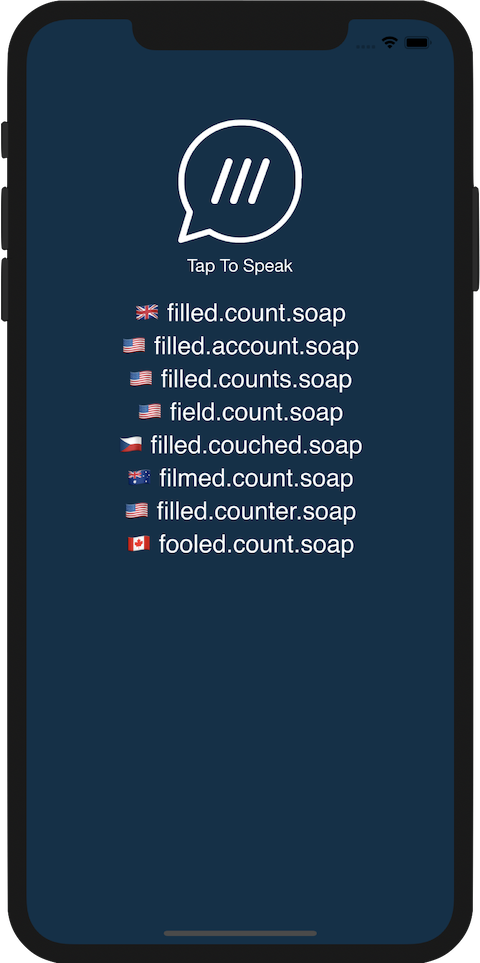 Tap To Speak
filled.count.soap
filled.account.soap
filled.counts.soap
field.count.soap
filled.couched.soap
filmed.count.soap
filled.counter.soap
fooled.count.soap